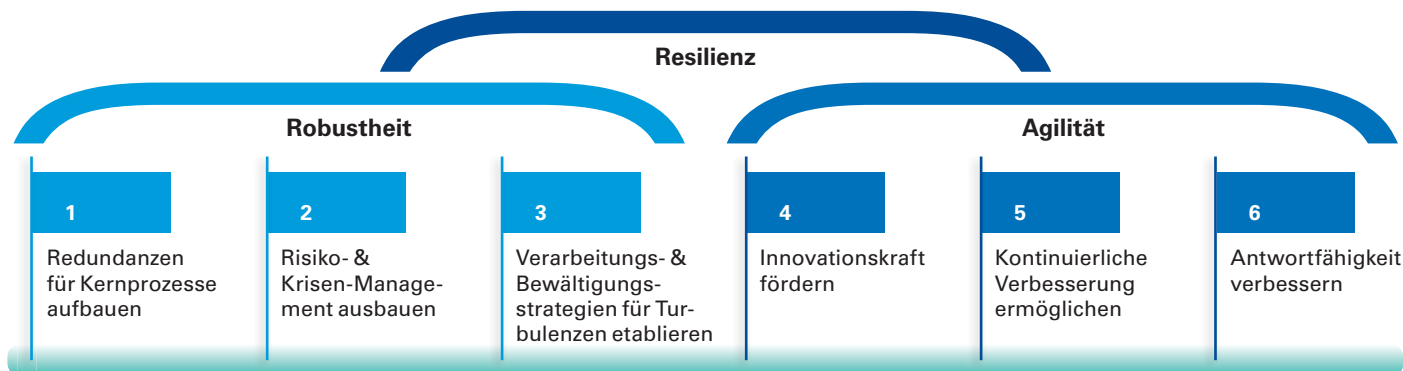 Resilienz
Robustheit
Agilität
1
Redundanzen
für Kernprozesse
aufbauen
2
Risiko- &
Krisen-Manage-
ment ausbauen
3
Verarbeitungs- &
Bewältigungs-
strategien für Tur-
bulenzen etablieren
4
Innovationskraft
fördern
5
Kontinuierliche
Verbesserung
ermöglichen
6
Antwortfähigkeit
verbessern